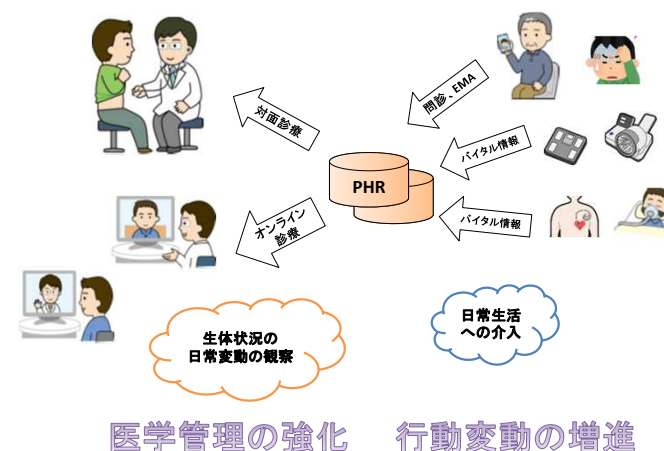 対面診療
問診、EMA
バイタル情報
PHR
オンライン
診療
バイタル情報
生体状況の
日常変動の観察
日常生活
への介入
医学管理の強化
行動変動の増進